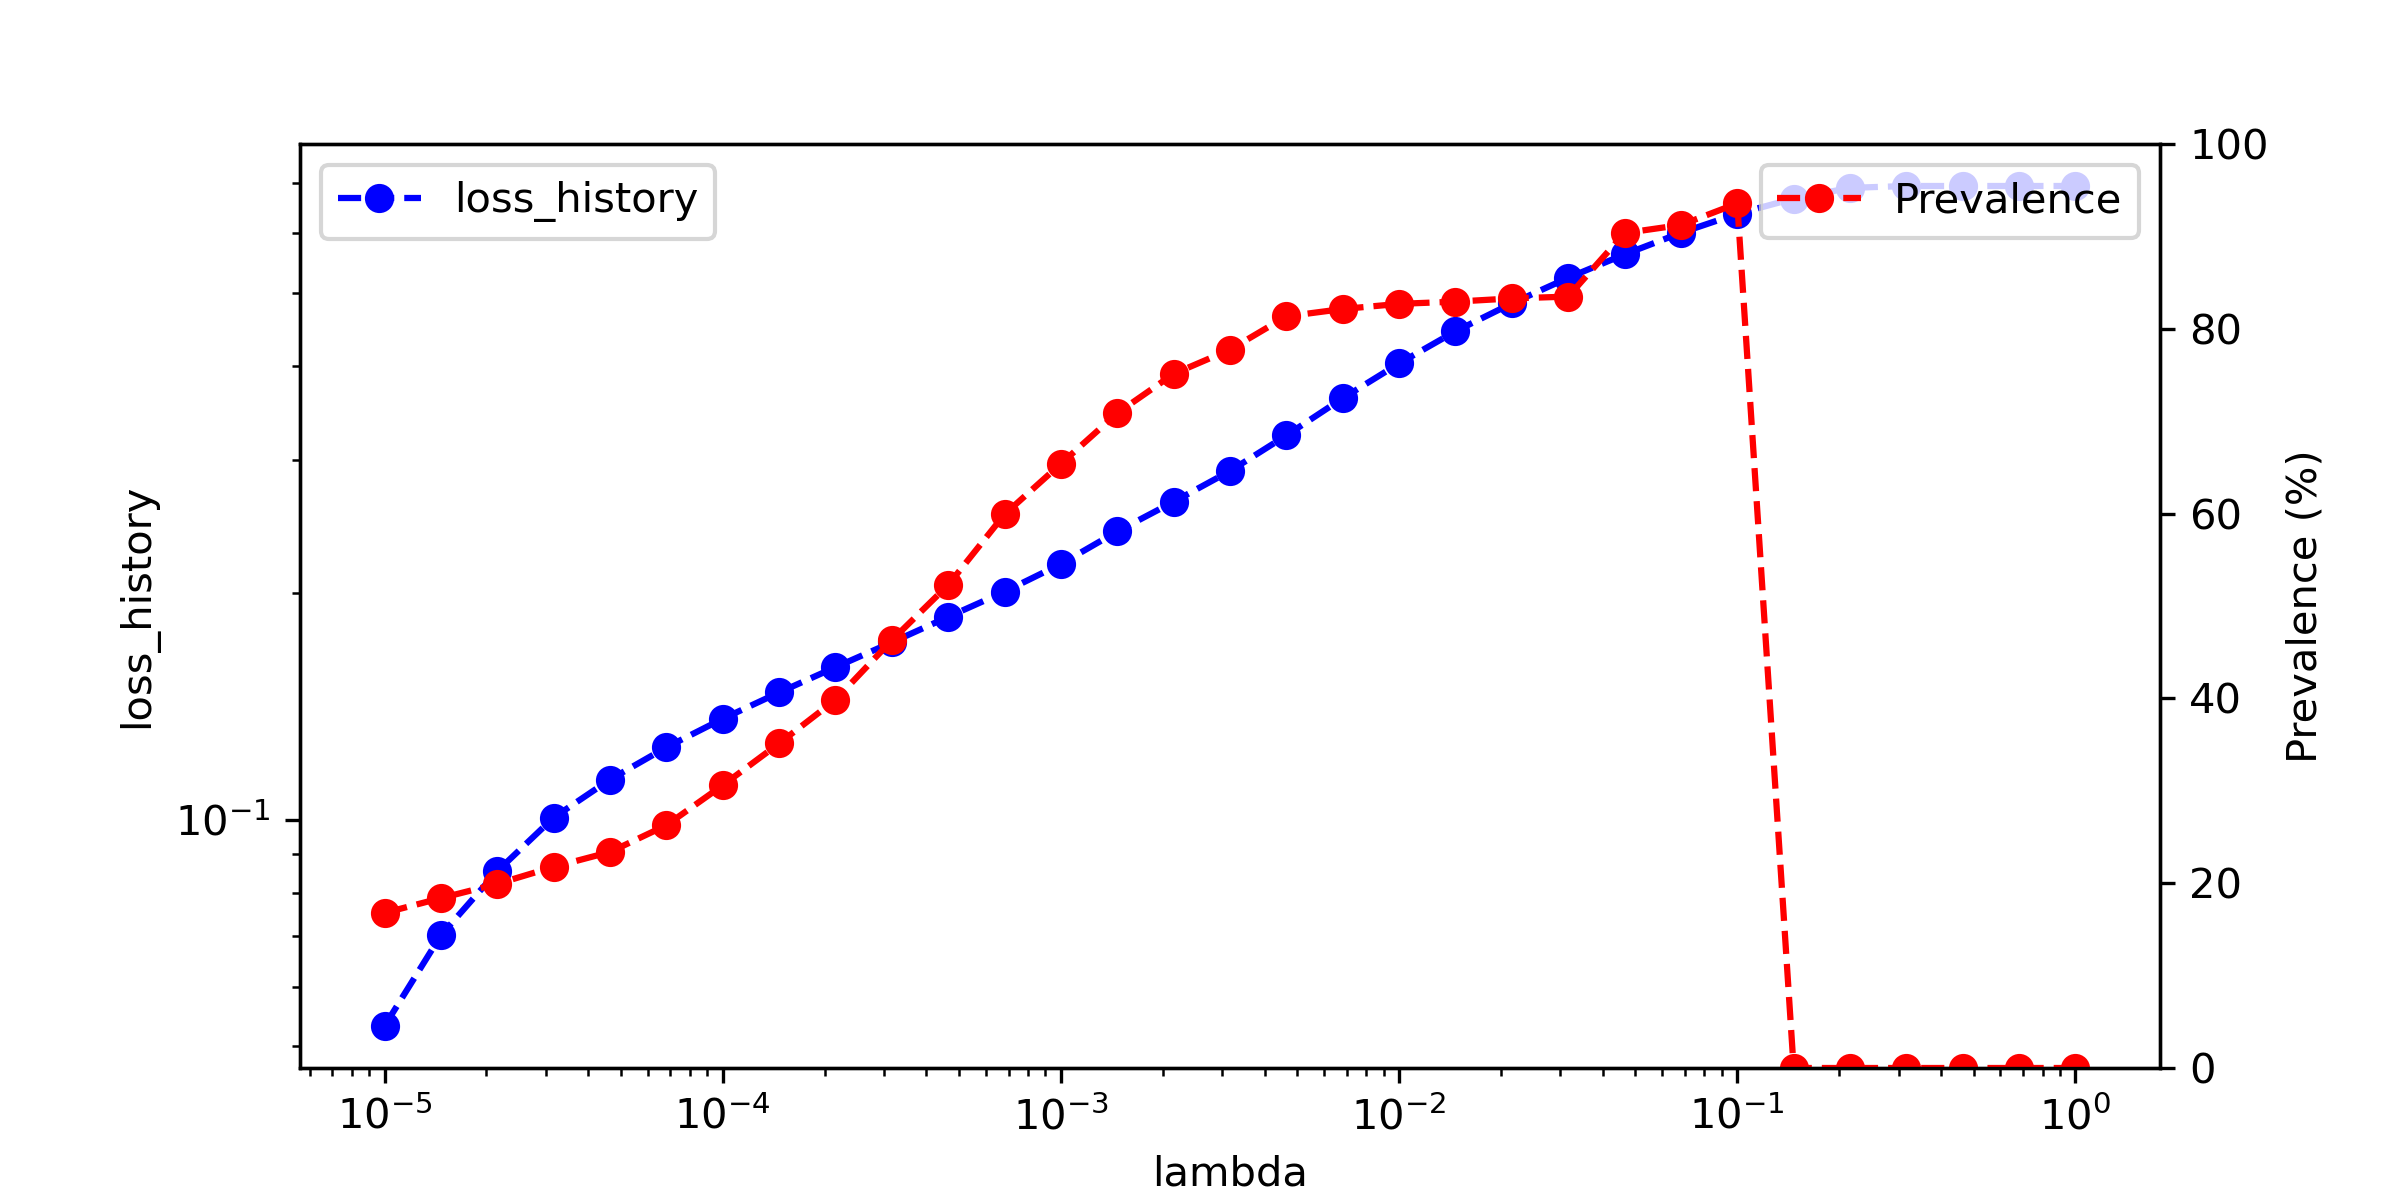 loss_history
Prevalence
loss_history
10⁻¹
100
80
60
40
20
0
Prevalence (%)
10⁻⁵ 10⁻⁴ 10⁻³ 10⁻² 10⁻¹ 10⁰
lambda